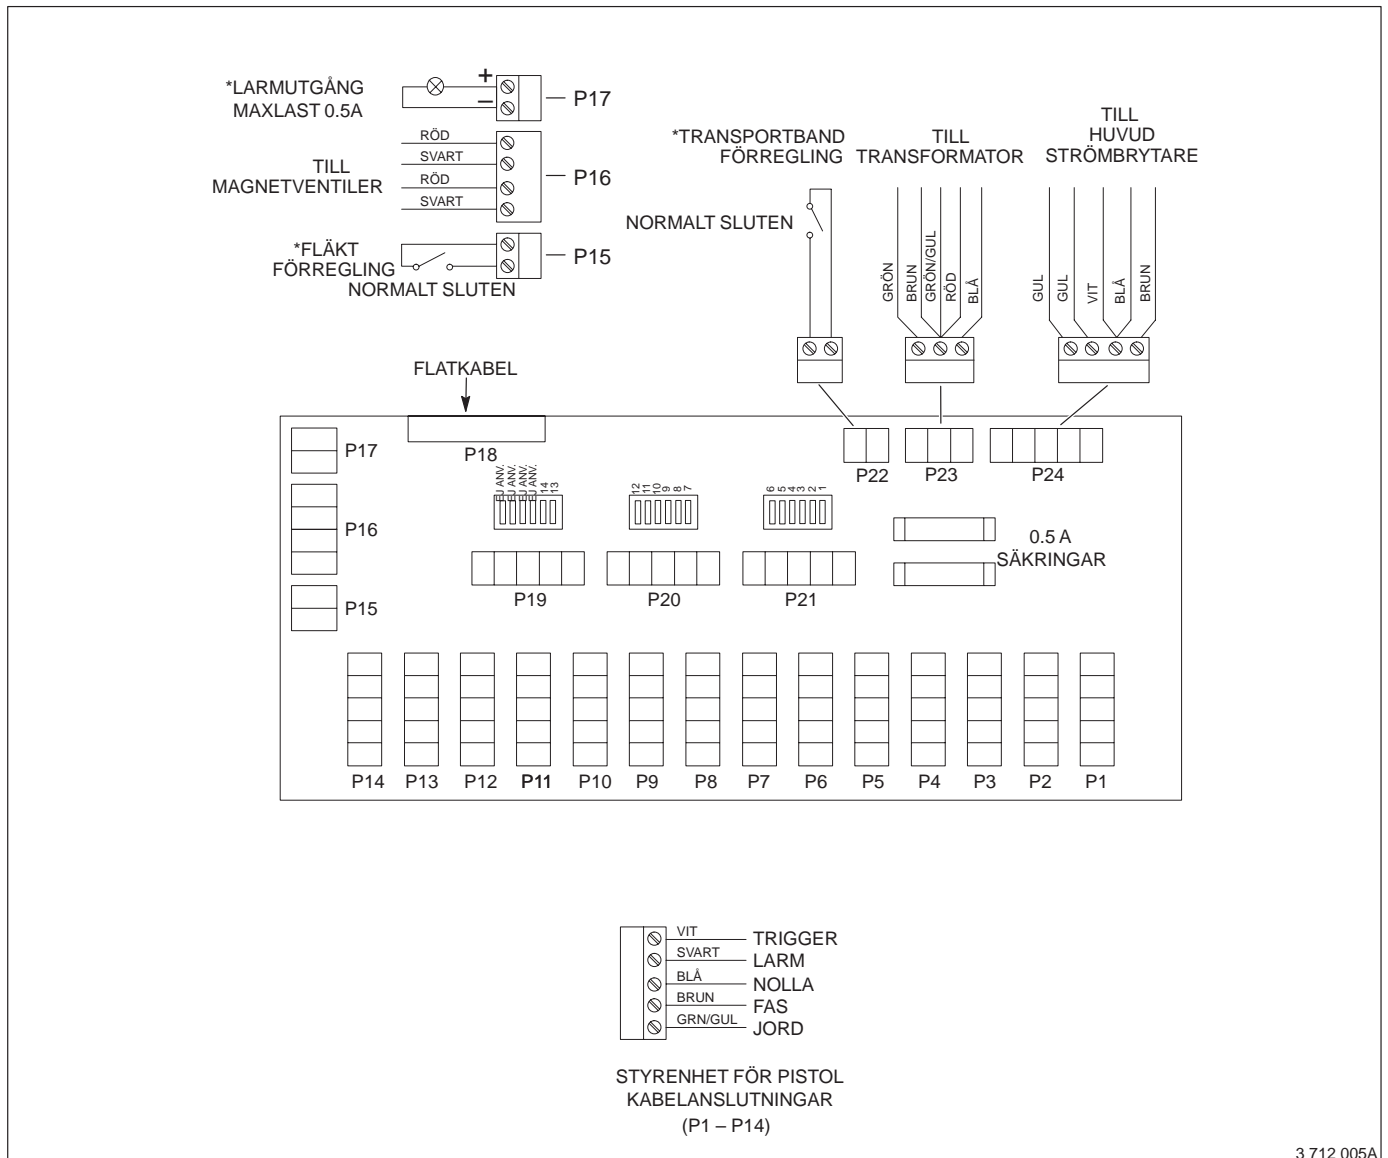 *LARMUTGÅNG
MAXLAST 0.5A
+
–
P17
TILL
MAGNETVENTILER
RÖD
SVART
RÖD
SVART
P16
*FLÄKT
FÖRREGLING
NORMALT SLUTEN
P15
*TRANSPORTBAND
FÖRREGLING
NORMALT SLUTEN
TILL
TRANSFORMATOR
GRÖN
BRUN
GRÖN/GUL
RÖD
BLÅ
TILL
HUVUD
STRÖMBRYTARE
GUL
GUL
VIT
BLÅ
BRUN
FLATKABEL
P17
P18
P22
P23
P24
EJ ANV.
EJ ANV.
EJ ANV.
EJ ANV.
14
13
12
11
10
9
8
7
6
5
4
3
2
1
P16
0.5 A
SÄKRINGAR
P19
P20
P21
P15
P14
P13
P12
P11
P10
P9
P8
P7
P6
P5
P4
P3
P2
P1
VIT TRIGGER
SVART LARM
BLÅ NOLLA
BRUN FAS
GRN/GUL JORD
STYRENHET FÖR PISTOL
KABELANSLUTNINGAR
(P1 – P14)
3 712 005A